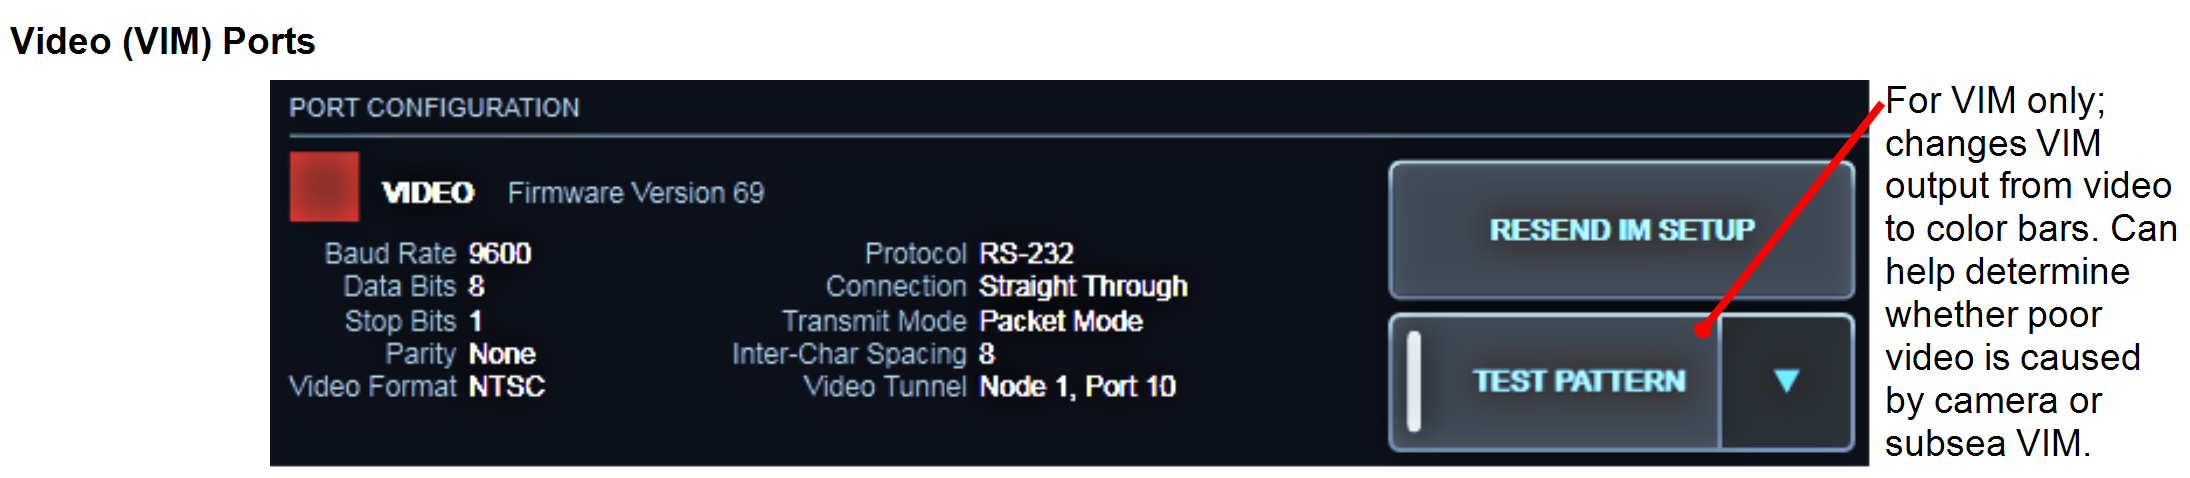 Video (VIM) Ports
PORT CONFIGURATION
VIDEO Firmware Version 69
Baud Rate 9600
Data Bits 8
Stop Bits 1
Parity None
Video Format NTSC
Protocol RS-232
Connection Straight Through
Transmit Mode Packet Mode
Inter-Char Spacing 8
Video Tunnel Node 1, Port 10
RESEND IM SETUP
TEST PATTERN
For VIM only;
changes VIM
output from video
to color bars. Can
help determine
whether poor
video is caused
by camera or
subsea VIM.